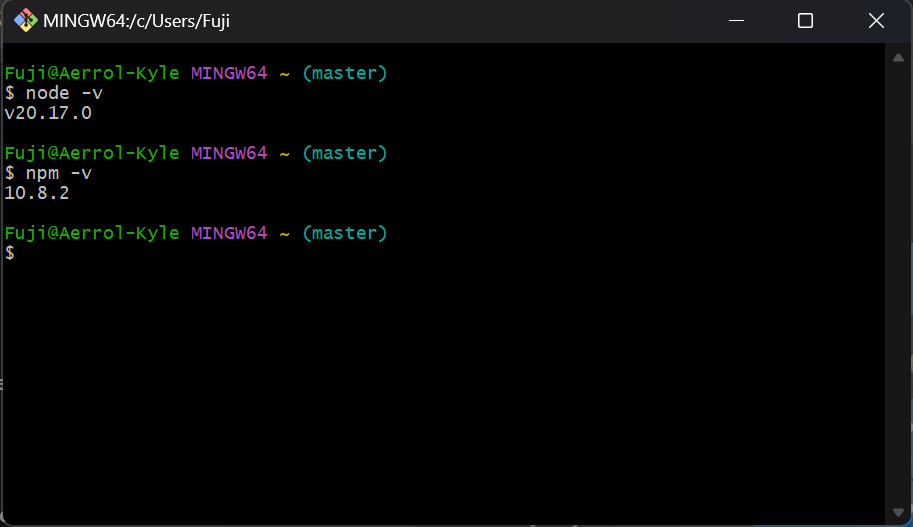 MINGW64:/c/Users/Fuji
Fuji@Aerrol-Kyle MINGW64 ~ (master)
$ node -v
v20.17.0
Fuji@Aerrol-Kyle MINGW64 ~ (master)
$ npm -v
10.8.2
Fuji@Aerrol-Kyle MINGW64 ~ (master)
$